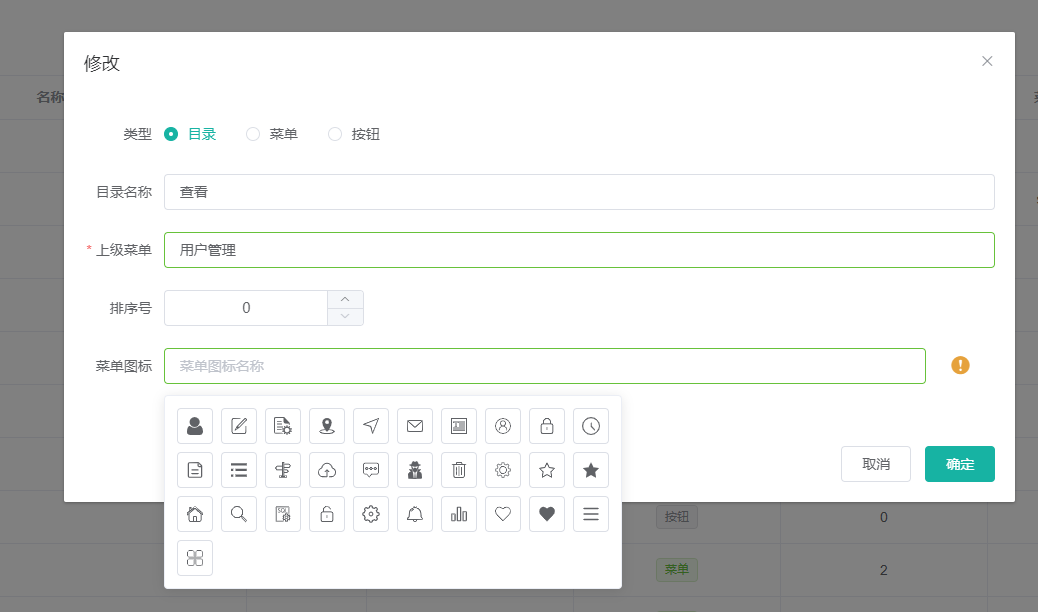 修改
名称
类型 目录 菜单 按钮
目录名称 查看
* 上级菜单 用户管理
排序号 0
菜单图标 菜单图标名称
取消 确定
按钮 0
菜单 2